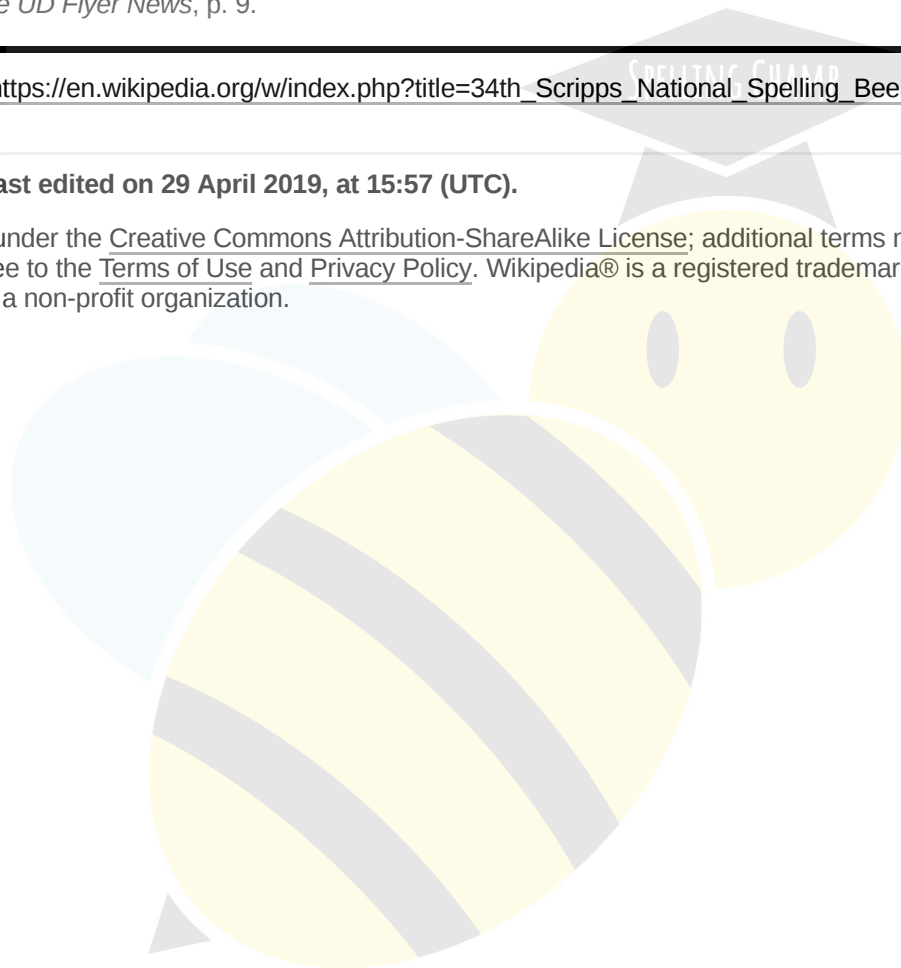 e UD Flyer News, p. 9.
SPELLING CHAMP
https://en.wikipedia.org/w/index.php?title=34th_Scripps_National_Spelling_Bee
ast edited on 29 April 2019, at 15:57 (UTC).
under the Creative Commons Attribution-ShareAlike License; additional terms
ee to the Terms of Use and Privacy Policy. Wikipedia® is a registered trademar
a non-profit organization.